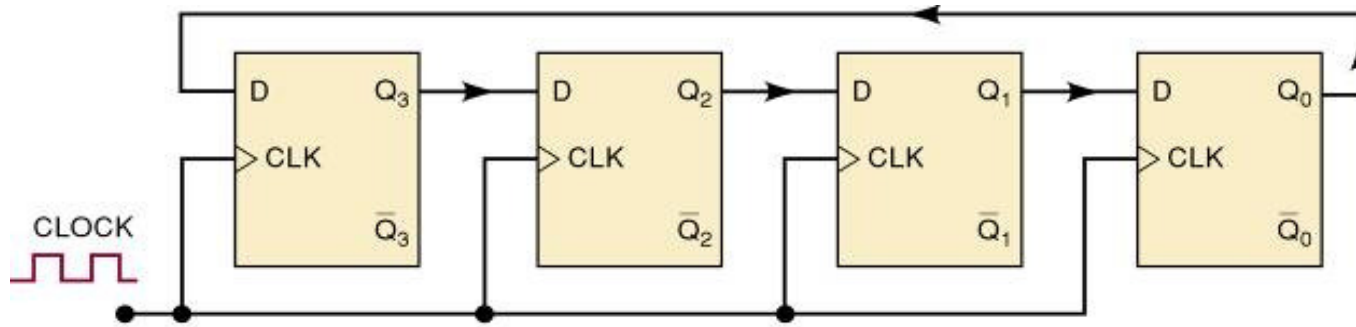 D Q₃ D Q₂ D Q₁ D Q₀
CLK CLK CLK CLK
CLOCK Q̅₃ Q̅₂ Q̅₁ Q̅₀